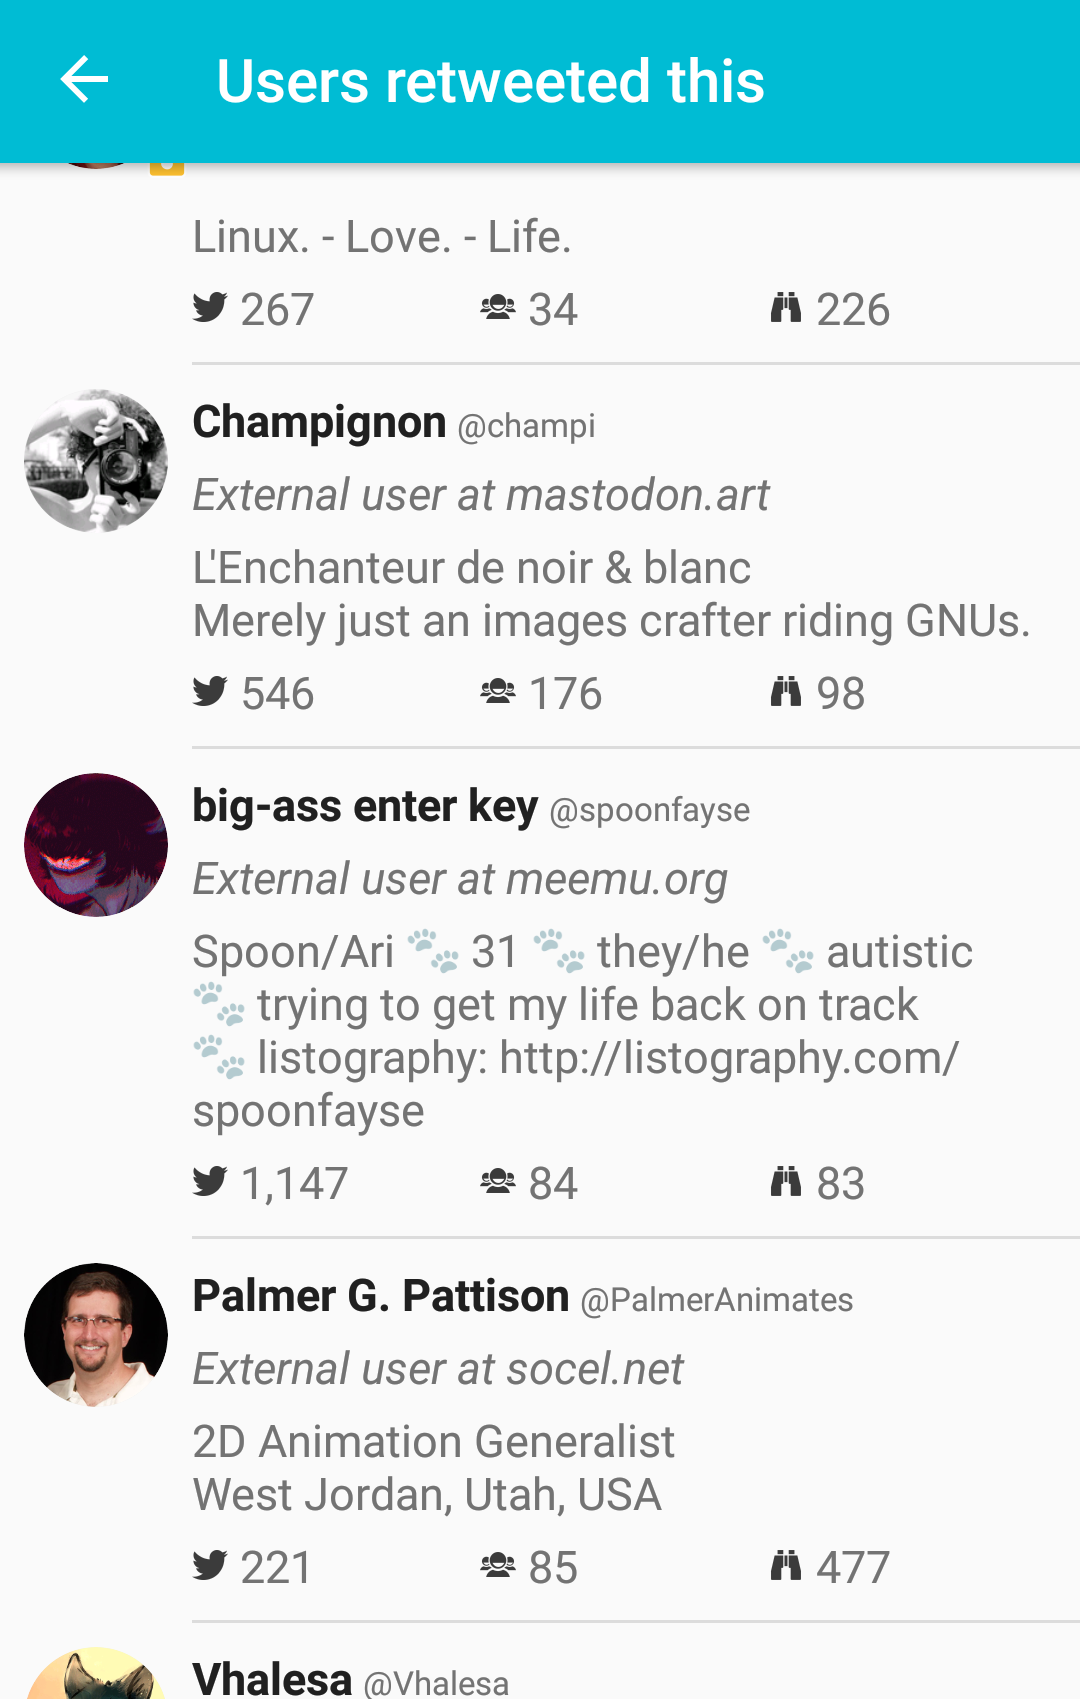 Users retweeted this
Linux. - Love. - Life.
267 34 226
Champignon @champi
External user at mastodon.art
L'Enchanteur de noir & blanc
Merely just an images crafter riding GNUs.
546 176 98
big-ass enter key @spoonfayse
External user at meemu.org
Spoon/Ari 🐾 31 🐾 they/he 🐾 autistic
🐾 trying to get my life back on track
🐾 listography: http://listography.com/
spoonfayse
1,147 84 83
Palmer G. Pattison @PalmerAnimates
External user at socel.net
2D Animation Generalist
West Jordan, Utah, USA
221 85 477
Vhalesa @Vhalesa